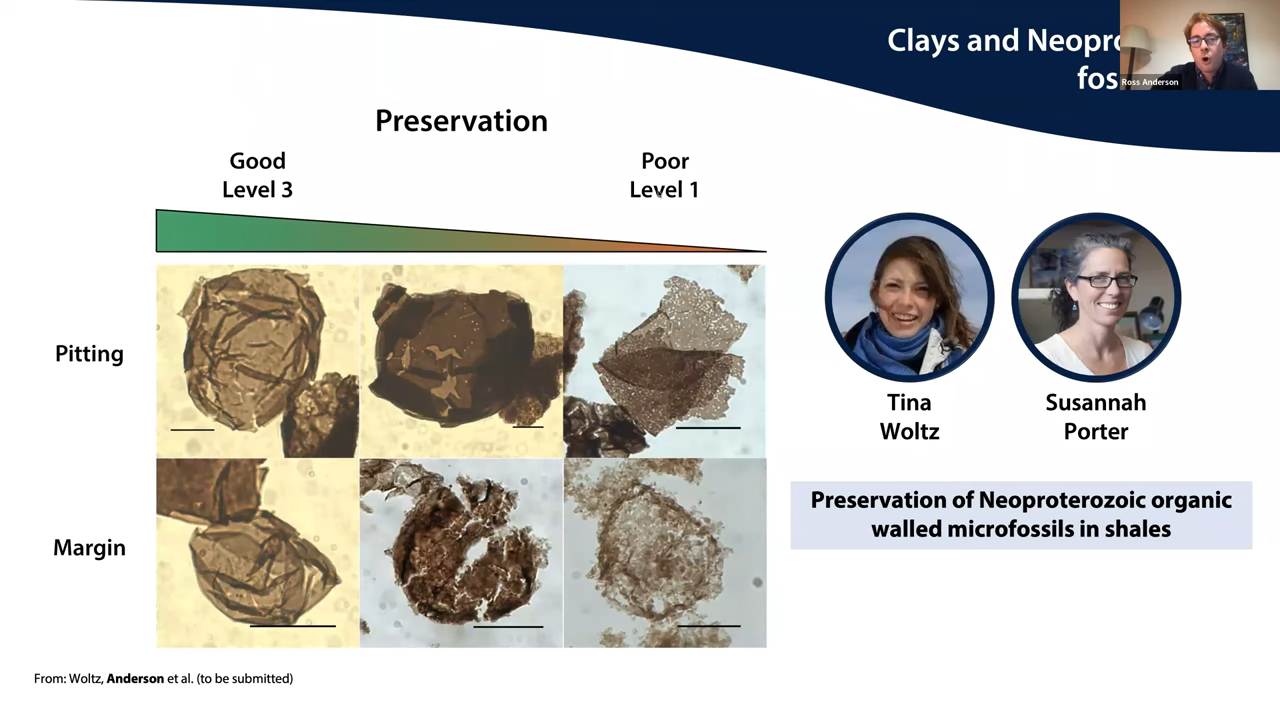 Clays and Neopro
fos
Ross Anderson
Preservation
Good
Level 3
Poor
Level 1
Pitting
Margin
Tina
Woltz
Susannah
Porter
Preservation of Neoproterozoic organic
walled microfossils in shales
From: Woltz, Anderson et al. (to be submitted)